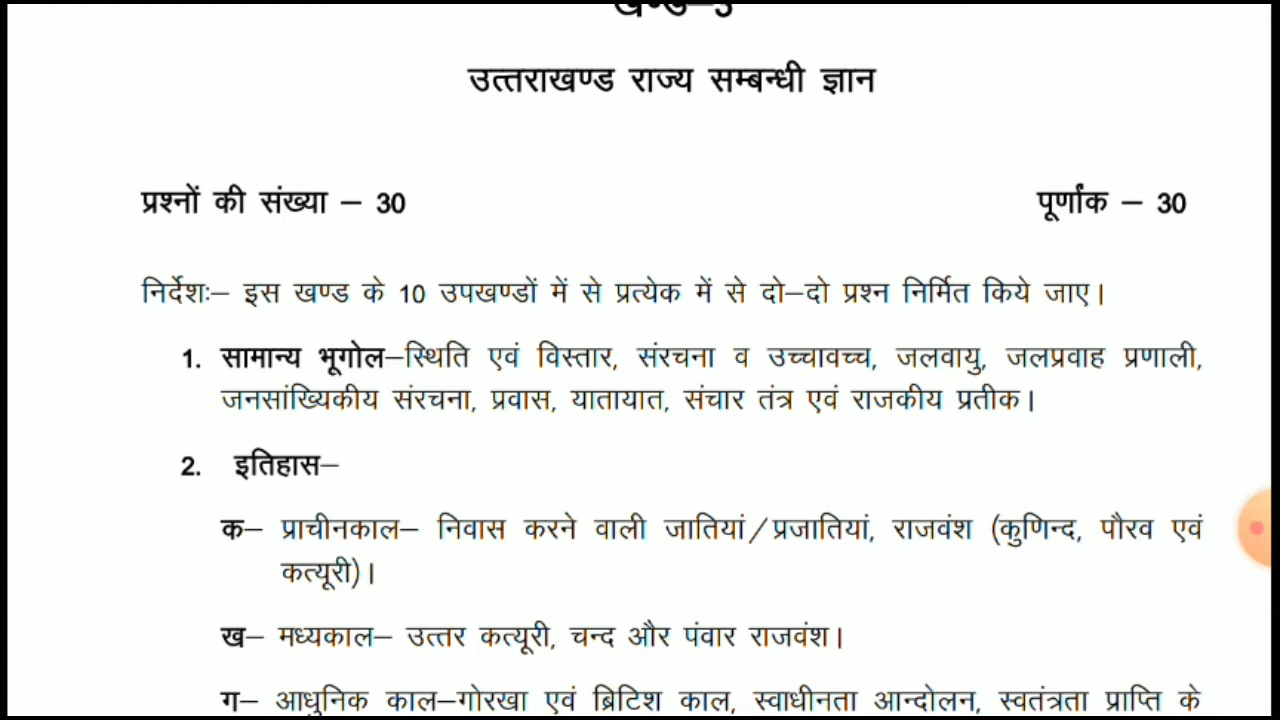 खण्ड–3
उत्तराखण्ड राज्य सम्बन्धी ज्ञान
प्रश्नों की संख्या – 30 पूर्णांक – 30
निर्देशः– इस खण्ड के 10 उपखण्डों में से प्रत्येक में से दो–दो प्रश्न निर्मित किये जाए।
1. सामान्य भूगोल–स्थिति एवं विस्तार, संरचना व उच्चावच्च, जलवायु, जलप्रवाह प्रणाली,
जनसांख्यिकीय संरचना, प्रवास, यातायात, संचार तंत्र एवं राजकीय प्रतीक।
2. इतिहास–
क– प्राचीनकाल– निवास करने वाली जातियां/प्रजातियां, राजवंश (कुणिन्द, पौरव एवं
कत्यूरी)।
ख– मध्यकाल– उत्तर कत्यूरी, चन्द और पंवार राजवंश।
ग– आधुनिक काल–गोरखा एवं ब्रिटिश काल, स्वाधीनता आन्दोलन, स्वतंत्रता प्राप्ति के